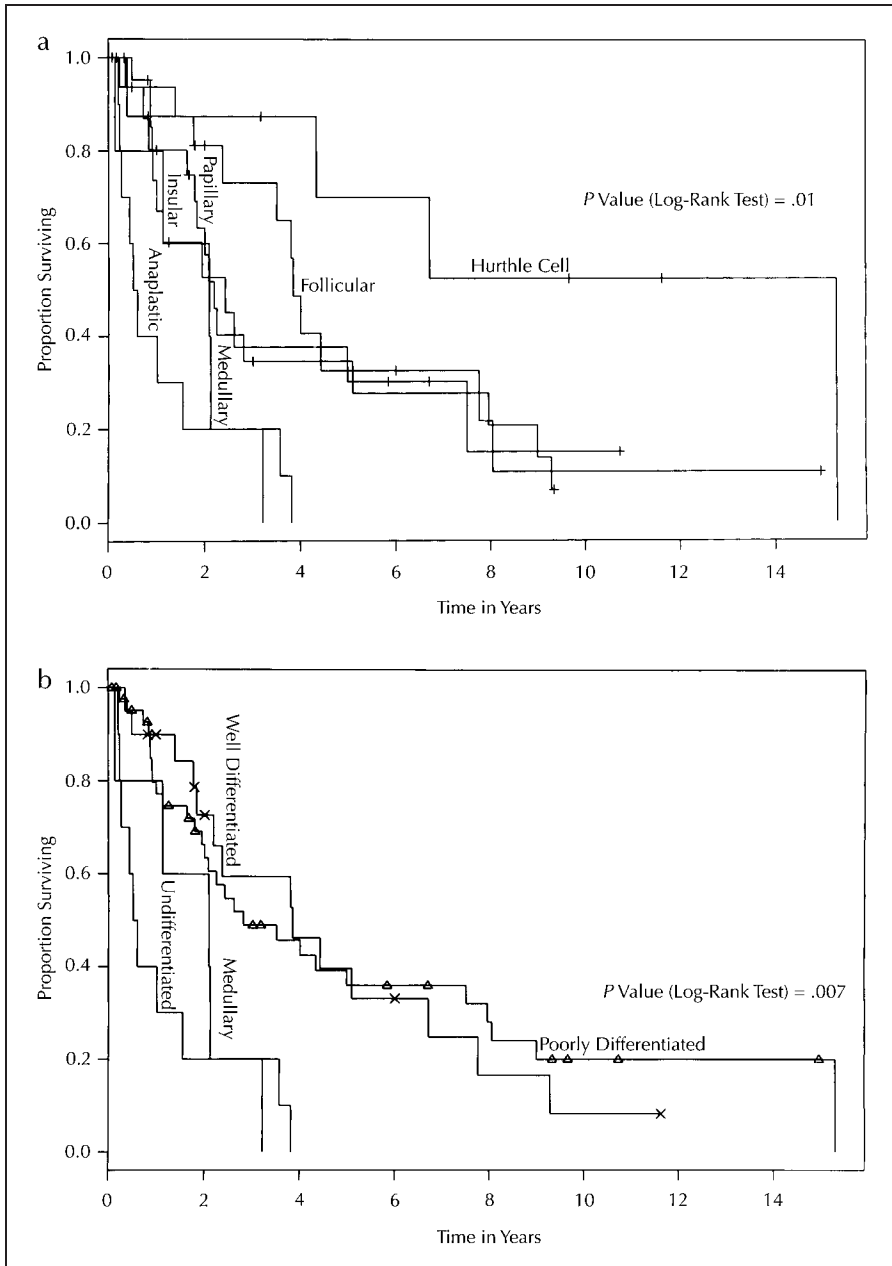 a
1.0
0.8
0.6
0.4
0.2
0.0
Proportion Surviving
Papillary
Insular
Anaplastic
Medullary
Follicular
Hurthle Cell
P Value (Log-Rank Test) = .01
0 2 4 6 8 10 12 14
Time in Years
b
1.0
0.8
0.6
0.4
0.2
0.0
Proportion Surviving
Well Differentiated
Undifferentiated
Medullary
P Value (Log-Rank Test) = .007
Poorly Differentiated
0 2 4 6 8 10 12 14
Time in Years